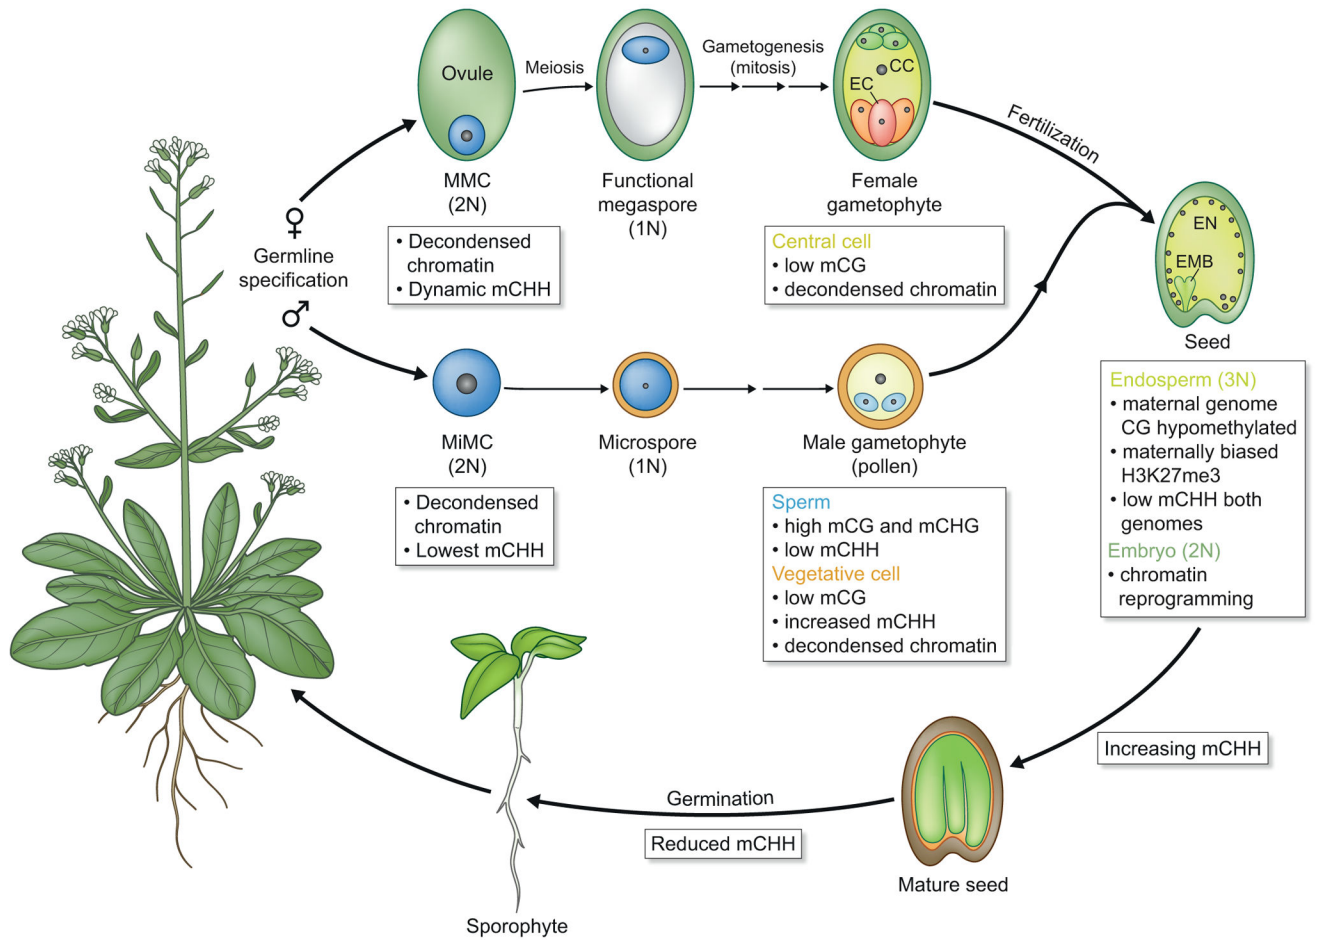 Ovule
Meiosis
Gametogenesis
(mitosis)
CC
EC
Fertilization
MMC
(2N)
Functional
megaspore
(1N)
Female
gametophyte
♀
Germline
specification
♂
• Decondensed
chromatin
• Dynamic mCHH
Central cell
• low mCG
• decondensed chromatin
EN
EMB
Seed
MiMC
(2N)
Microspore
(1N)
Male gametophyte
(pollen)
• Decondensed
chromatin
• Lowest mCHH
Sperm
• high mCG and mCHG
• low mCHH
Vegetative cell
• low mCG
• increased mCHH
• decondensed chromatin
Endosperm (3N)
• maternal genome
CG hypomethylated
• maternally biased
H3K27me3
• low mCHH both
genomes
Embryo (2N)
• chromatin
reprogramming
Increasing mCHH
Germination
Reduced mCHH
Mature seed
Sporophyte